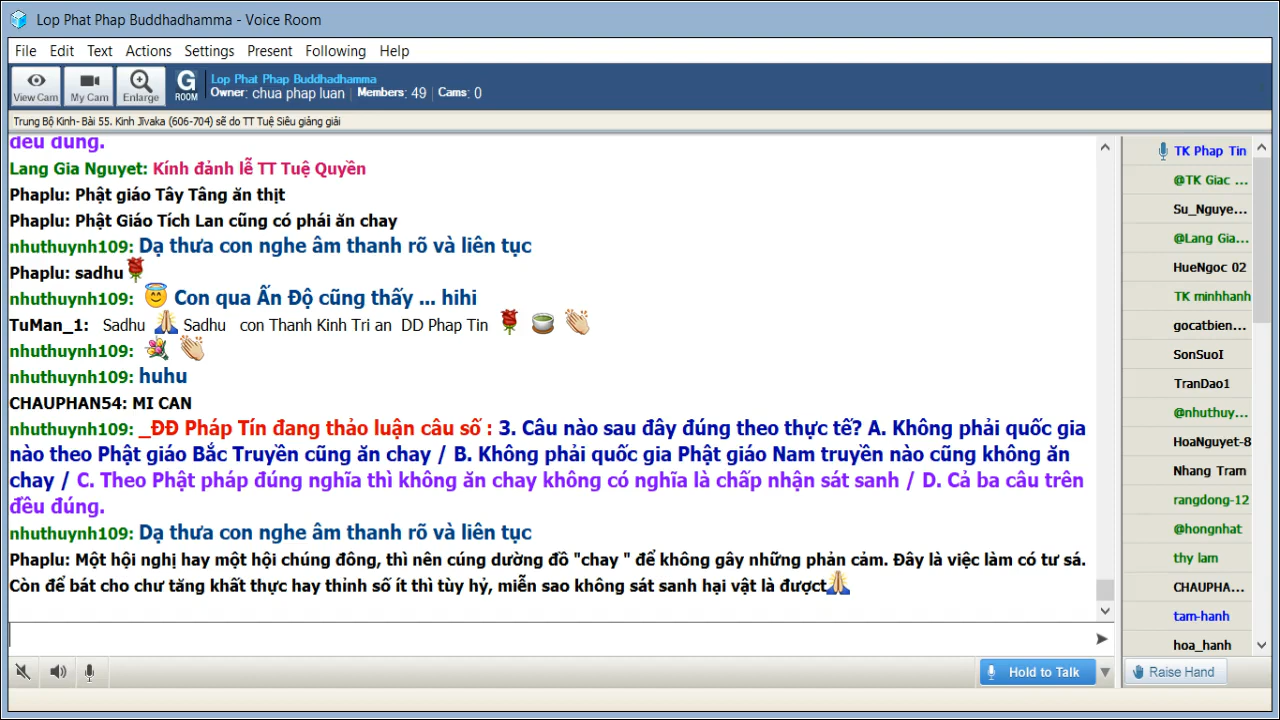 Lop Phat Phap Buddhadhamma - Voice Room
File Edit Text Actions Settings Present Following Help
View Cam My Cam Enlarge G ROOM
Lop Phat Phap Buddhadhamma
Owner: chua phap luan | Members: 49 | Cams: 0
Trung Bộ Kinh- Bài 55. Kinh Jīvaka (606-704) sẽ do TT Tuệ Siêu giảng giải
đều đúng.
Lang Gia Nguyet: Kính đảnh lễ TT Tuệ Quyền
Phaplu: Phật giáo Tây Tâng ăn thịt
Phaplu: Phật Giáo Tích Lan cũng có phái ăn chay
nhuthuynh109: Dạ thưa con nghe âm thanh rõ và liên tục
Phaplu: sadhu🌹
nhuthuynh109: 😇 Con qua Ấn Độ cũng thấy ... hihi
TuMan_1: Sadhu 🙏 Sadhu con Thanh Kinh Tri an DD Phap Tin 🌹 🍵 👏
nhuthuynh109: 💐 👏
nhuthuynh109: huhu
CHAUPHAN54: MI CAN
nhuthuynh109: _ĐĐ Pháp Tín đang thảo luận câu số : 3. Câu nào sau đây đúng theo thực tế? A. Không phải quốc gia
nào theo Phật giáo Bắc Truyền cũng ăn chay / B. Không phải quốc gia Phật giáo Nam truyền nào cũng không ăn
chay / C. Theo Phật pháp đúng nghĩa thì không ăn chay không có nghĩa là chấp nhận sát sanh / D. Cả ba câu trên
đều đúng.
nhuthuynh109: Dạ thưa con nghe âm thanh rõ và liên tục
Phaplu: Một hội nghị hay một hội chúng đông, thì nên cúng dường đồ "chay " để không gây những phản cảm. Đây là việc làm có tư sá.
Còn để bát cho chư tăng khất thực hay thỉnh số ít thì tùy hỷ, miễn sao không sát sanh hại vật là đượct🙏
Hold to Talk
TK Phap Tin
@TK Giac ...
Su_Nguye...
@Lang Gia...
HueNgoc 02
TK minhhanh
gocatbien...
SonSuoI
TranDao1
@nhuthuy...
HoaNguyet-8
Nhang Tram
rangdong-12
@hongnhat
thy lam
CHAUPHA...
tam-hanh
hoa_hanh
Raise Hand